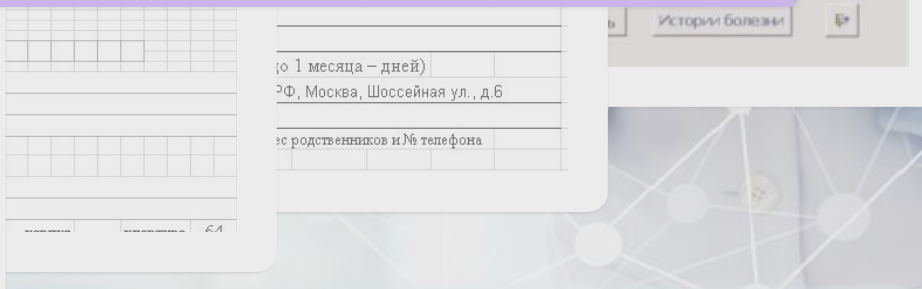 Истории болезни
до 1 месяца – дней)
РФ, Москва, Шоссейная ул., д.6
ес родственников и № телефона
64